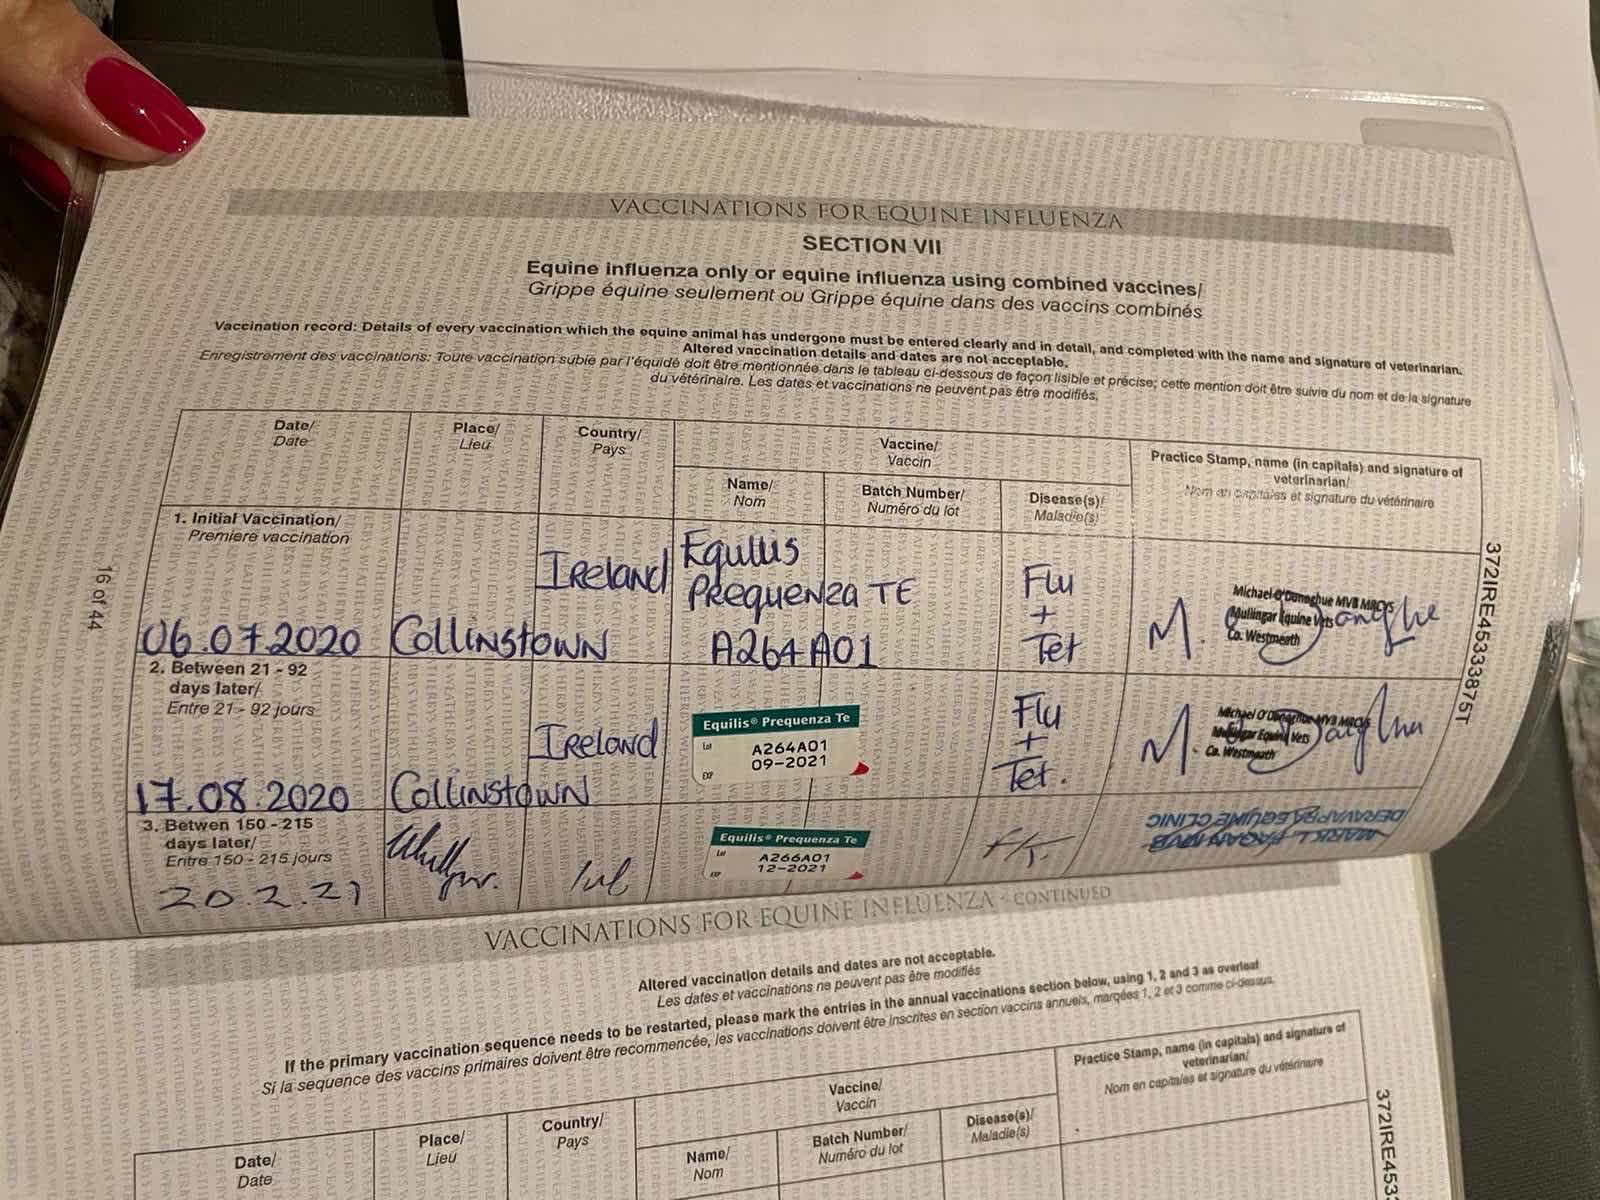 VACCINATIONS FOR EQUINE INFLUENZA
SECTION VII
Equine influenza only or equine influenza using combined vaccines/
Grippe équine seulement ou Grippe équine dans des vaccins combinés
Vaccination record: Details of every vaccination which the equine animal has undergone must be entered clearly and in detail, and completed with the name and signature of veterinarian.
Altered vaccination details and dates are not acceptable.
Enregistrement des vaccinations: Toute vaccination subie par l'équidé doit être mentionnée dans le tableau ci-dessous de façon lisible et précise; cette mention doit être suivie du nom et de la signature
du vétérinaire. Les dates et vaccinations ne peuvent pas être modifiés.
Date/
Date
Place/
Lieu
Country/
Pays
Vaccine/
Vaccin
Name/
Nom
Batch Number/
Numéro du lot
Disease(s)/
Maladie(s)
Practice Stamp, name (in capitals) and signature of
veterinarian/
Nom en capitales et signature du vétérinaire
1. Initial Vaccination/
Premiere vaccination
06.07.2020
Collinstown
IRELAND
Equilus
PREQUENZA TE
A264A01
Flu
+
Tet
Michael O'Donoghue MVB MRCVS
Mullingar Equine Vets
Co. Westmeath
2. Between 21 - 92
days later/
Entre 21 - 92 jours
17.08.2020
Collinstown
IRELAND
Equilis® Prequenza Te
Lot
A264A01
09-2021
EXP
Flu
+
Tet.
Michael O'Donoghue MVB MRCVS
Mullingar Equine Vets
Co. Westmeath
3. Betwen 150 - 215
days later/
Entre 150 - 215 jours
20.2.21
Equilis® Prequenza Te
Lot
A266A01
12-2021
EXP
F/T.
MARK L. FAGAN MVB
DERAVARRA EQUINE CLINIC
16 of 44
372IRE45333875T
VACCINATIONS FOR EQUINE INFLUENZA - CONTINUED
Altered vaccination details and dates are not acceptable.
Les dates et vaccinations ne peuvent pas être modifiés
If the primary vaccination sequence needs to be restarted, please mark the entries in the annual vaccinations section below, using 1, 2 and 3 as overleaf
Si la sequence des vaccins primaires doivent être recommencée, les vaccinations doivent être inscrites en section vaccins annuels, marqées 1, 2 et 3 comme ci-dessus.
Date/
Date
Place/
Lieu
Country/
Pays
Vaccine/
Vaccin
Name/
Nom
Batch Number/
Numéro du lot
Disease(s)/
Maladie(s)
Practice Stamp, name (in capitals) and signature of
veterinarian/
Nom en capitales et signature du vétérinaire
372IRE453